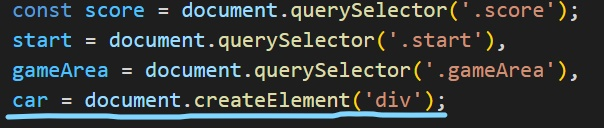 const score = document.querySelector('.score');
start = document.querySelector('.start'),
gameArea = document.querySelector('.gameArea'),
car = document.createElement('div');